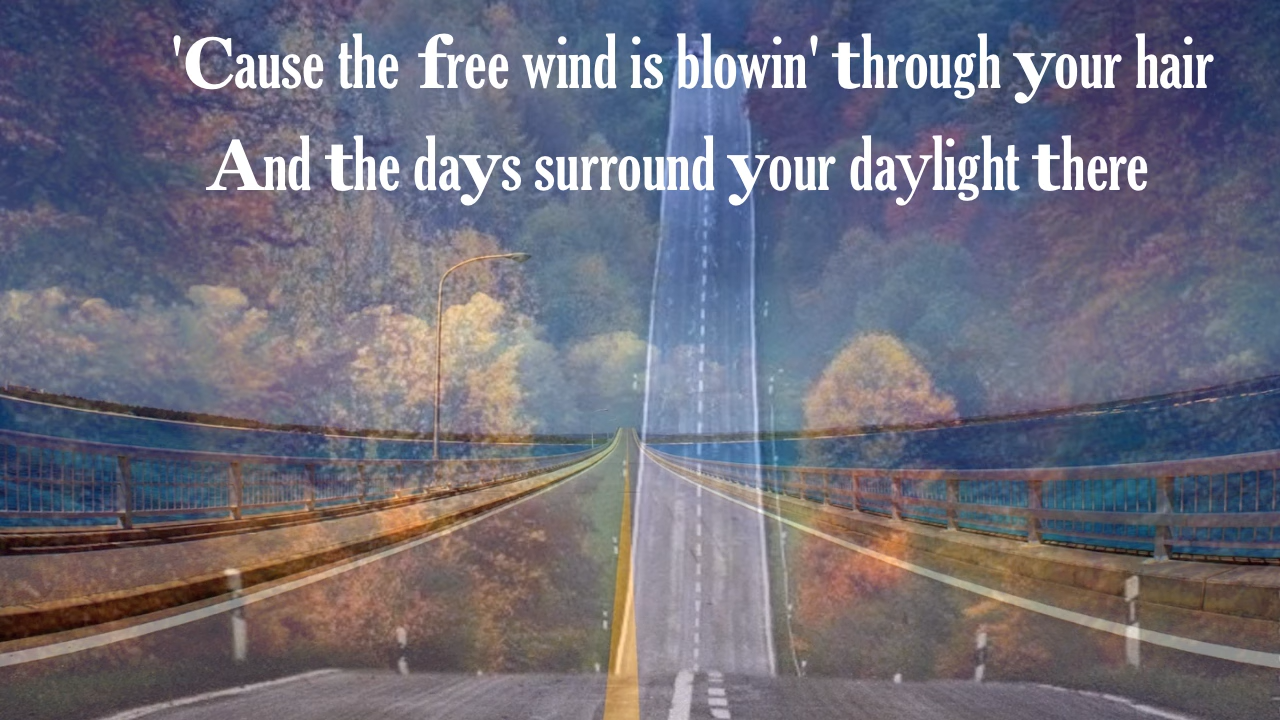 'Cause the free wind is blowin' through your hair
And the days surround your daylight there